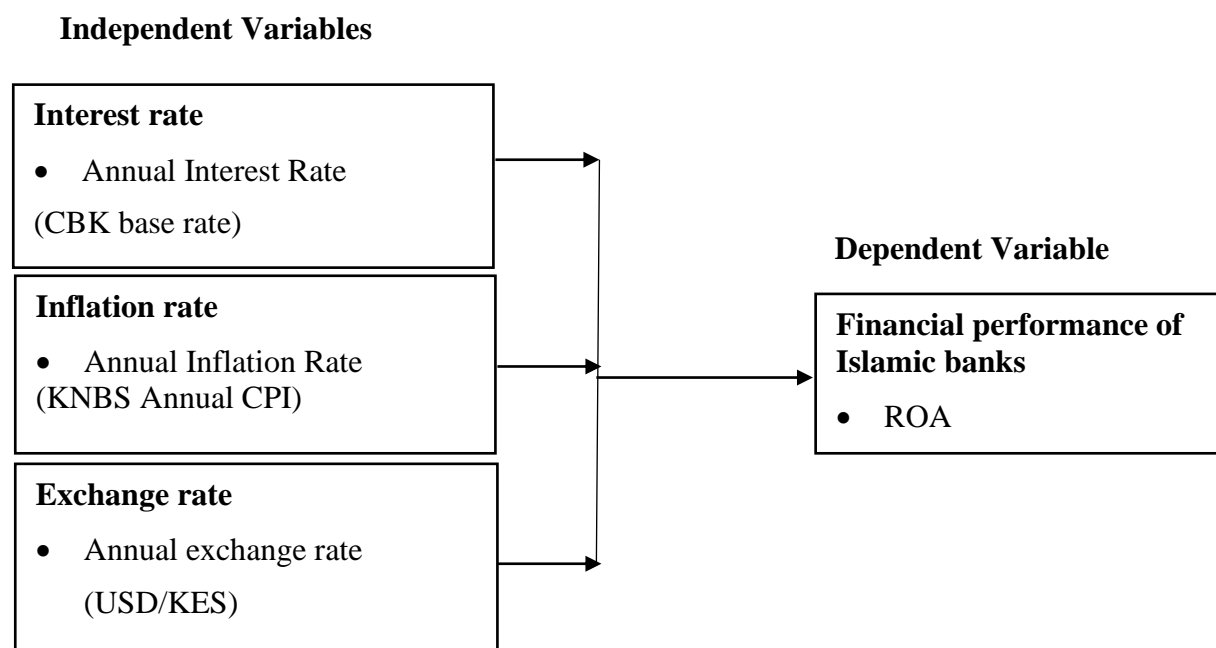 Independent Variables
Interest rate
• Annual Interest Rate
(CBK base rate)
Inflation rate
• Annual Inflation Rate
(KNBS Annual CPI)
Exchange rate
• Annual exchange rate
(USD/KES)
Dependent Variable
Financial performance of
Islamic banks
• ROA